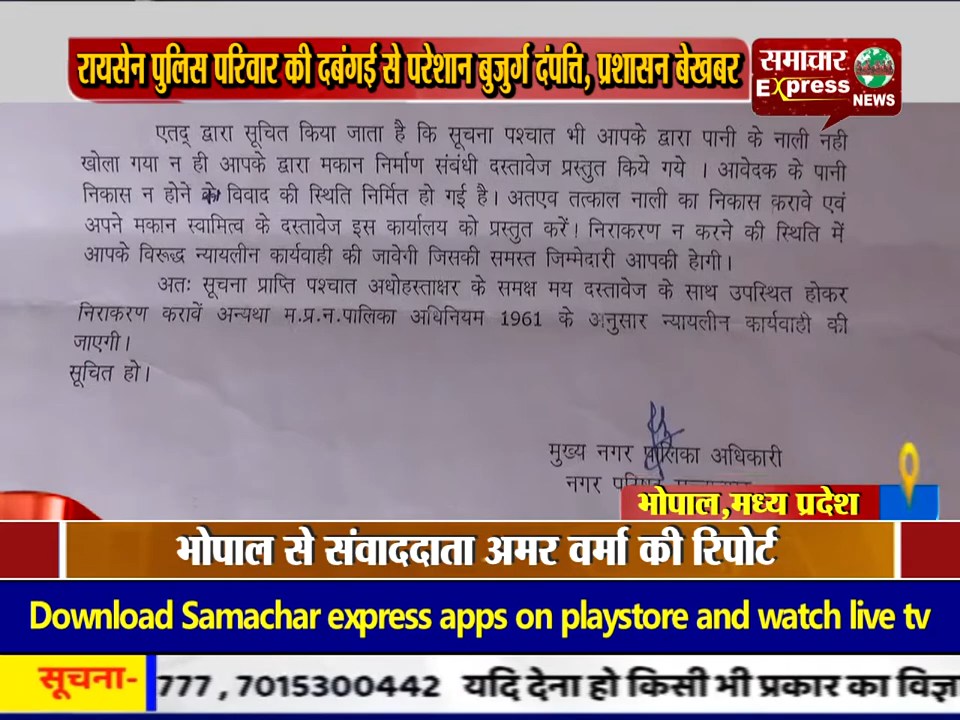 रायसेन पुलिस परिवार की दबंगई से परेशान बुजुर्ग दंपत्ति, प्रशासन बेखबर
समाचार
Express
NEWS
एतद् द्वारा सूचित किया जाता है कि सूचना पश्चात भी आपके द्वारा पानी के नाली नही
खोला गया न ही आपके द्वारा मकान निर्माण संबंधी दस्तावेज प्रस्तुत किये गये । आवेदक के पानी
निकास न होने के विवाद की स्थिति निर्मित हो गई है। अतएव तत्काल नाली का निकास करावे एवं
अपने मकान स्वामित्व के दस्तावेज इस कार्यालय को प्रस्तुत करें। निराकरण न करने की स्थिति में
आपके विरूद्ध न्यायलीन कार्यवाही की जावेगी जिसकी समस्त जिम्मेदारी आपकी हेागी।
अतः सूचना प्राप्ति पश्चात अधोहस्ताक्षर के समक्ष मय दस्तावेज के साथ उपस्थित होकर
निराकरण करावें अन्यथा म.प्र.न.पालिका अधिनियम 1961 के अनुसार न्यायलीन कार्यवाही की
जाएगी।
सूचित हो।
मुख्य नगर पालिका अधिकारी
नगर परिषद
भोपाल,मध्य प्रदेश
भोपाल से संवाददाता अमर वर्मा की रिपोर्ट
Download Samachar express apps on playstore and watch live tv
सूचना- 777 , 7015300442 यदि देना हो किसी भी प्रकार का विज्ञा